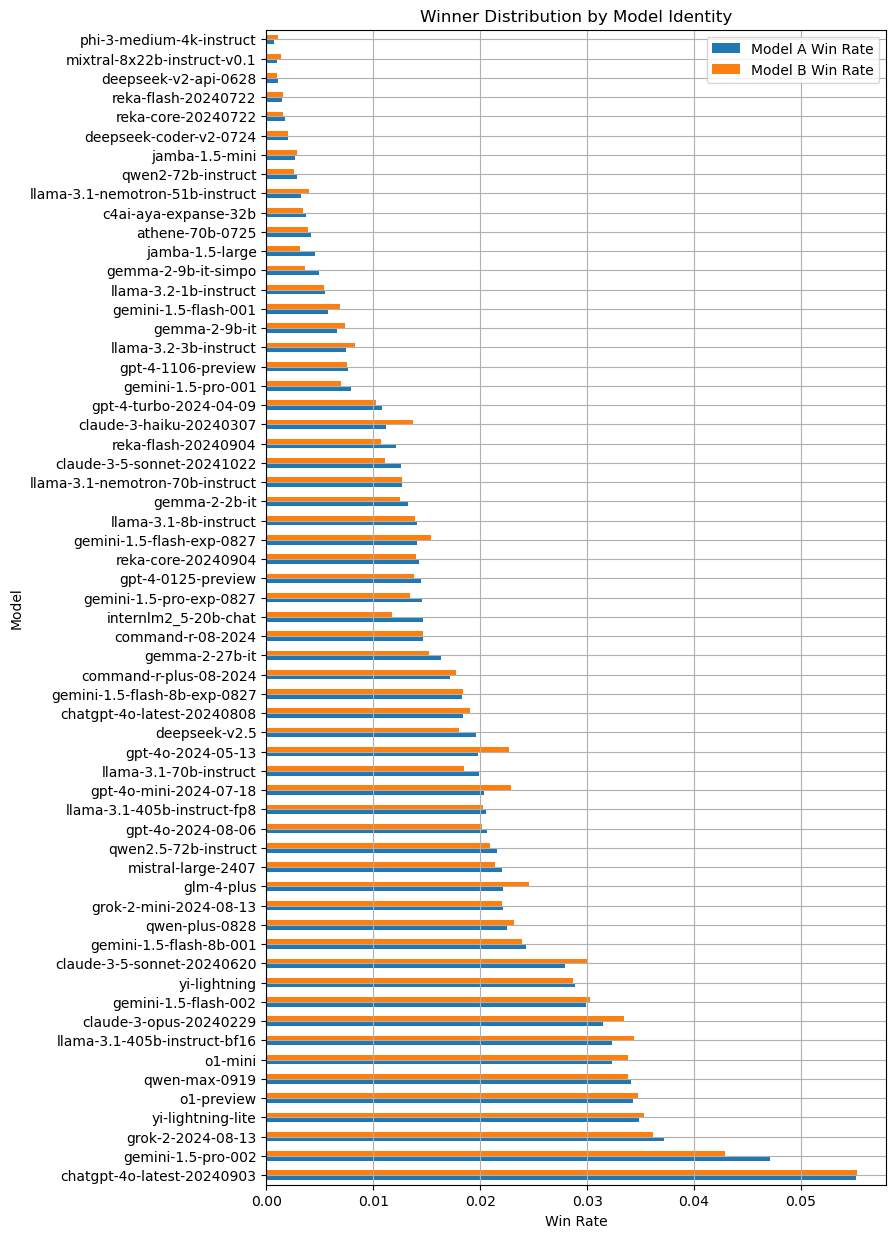 Winner Distribution by Model Identity
Model A Win Rate
Model B Win Rate
phi-3-medium-4k-instruct
mixtral-8x22b-instruct-v0.1
deepseek-v2-api-0628
reka-flash-20240722
reka-core-20240722
deepseek-coder-v2-0724
jamba-1.5-mini
qwen2-72b-instruct
llama-3.1-nemotron-51b-instruct
c4ai-aya-expanse-32b
athene-70b-0725
jamba-1.5-large
gemma-2-9b-it-simpo
llama-3.2-1b-instruct
gemini-1.5-flash-001
gemma-2-9b-it
llama-3.2-3b-instruct
gpt-4-1106-preview
gemini-1.5-pro-001
gpt-4-turbo-2024-04-09
claude-3-haiku-20240307
reka-flash-20240904
claude-3-5-sonnet-20241022
llama-3.1-nemotron-70b-instruct
gemma-2-2b-it
llama-3.1-8b-instruct
gemini-1.5-flash-exp-0827
reka-core-20240904
gpt-4-0125-preview
gemini-1.5-pro-exp-0827
internlm2_5-20b-chat
command-r-08-2024
gemma-2-27b-it
command-r-plus-08-2024
gemini-1.5-flash-8b-exp-0827
chatgpt-4o-latest-20240808
deepseek-v2.5
gpt-4o-2024-05-13
llama-3.1-70b-instruct
gpt-4o-mini-2024-07-18
llama-3.1-405b-instruct-fp8
gpt-4o-2024-08-06
qwen2.5-72b-instruct
mistral-large-2407
glm-4-plus
grok-2-mini-2024-08-13
qwen-plus-0828
gemini-1.5-flash-8b-001
claude-3-5-sonnet-20240620
yi-lightning
gemini-1.5-flash-002
claude-3-opus-20240229
llama-3.1-405b-instruct-bf16
o1-mini
qwen-max-0919
o1-preview
yi-lightning-lite
grok-2-2024-08-13
gemini-1.5-pro-002
chatgpt-4o-latest-20240903
Model
0.00 0.01 0.02 0.03 0.04 0.05
Win Rate